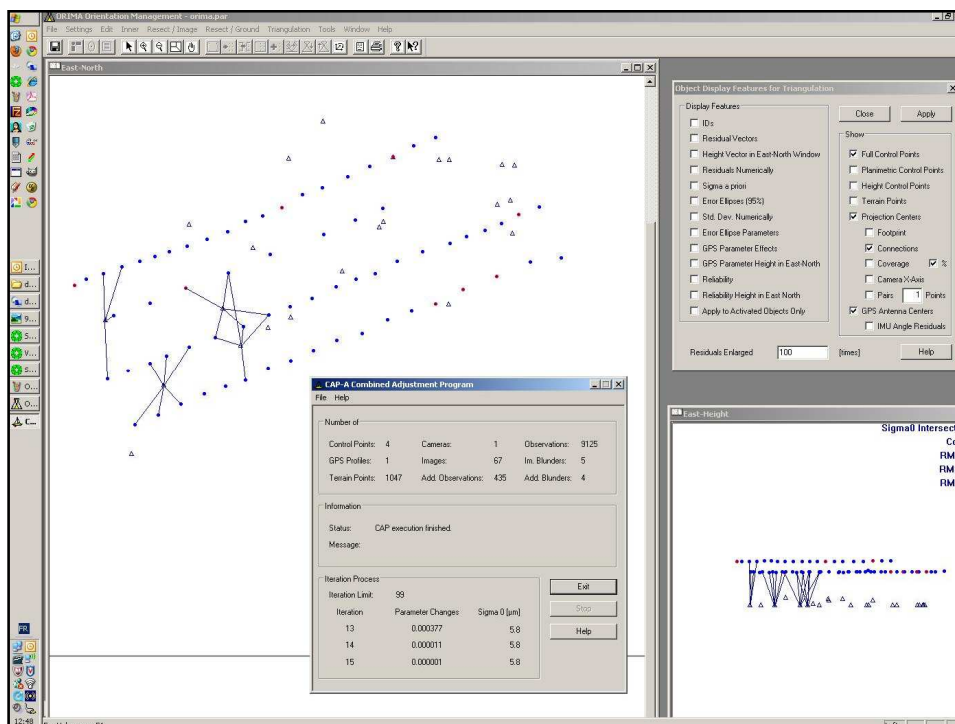 ORIMA Orientation Management - orima.par
File Settings Edit Inner Resect / Image Resect / Ground Triangulation Tools Window Help
East-North
Object Display Features for Triangulation
Display Features
IDs
Residual Vectors
Height Vector in East-North Window
Residuals Numerically
Sigma a priori
Error Ellipses (95%)
Std. Dev. Numerically
Error Ellipse Parameters
GPS Parameter Effects
GPS Parameter Height in East-North
Reliability
Reliability Height in East North
Apply to Activated Objects Only
Close Apply
Show
Full Control Points
Planimetric Control Points
Height Control Points
Terrain Points
Projection Centers
Footprint
Connections
Coverage %
Camera X-Axis
Pairs 1 Points
GPS Antenna Centers
IMU Angle Residuals
Residuals Enlarged 100 [times] Help
CAP-A Combined Adjustment Program
File Help
Number of
Control Points: 4 Cameras: 1 Observations: 9125
GPS Profiles: 1 Images: 67 Im. Blunders: 5
Terrain Points: 1047 Add. Observations: 435 Add. Blunders: 4
Information
Status: CAP execution finished.
Message:
Iteration Process
Iteration Limit: 99
Iteration Parameter Changes Sigma 0 [µm]
13 0.000377 5.8
14 0.000011 5.8
15 0.000001 5.8
Exit
Stop
Help
East-Height
Sigma0 Intersect
Co
RM
RM
RM
I...
d...
d...
9...
S...
V...
S...
O...
O...
C...
FR
12:48